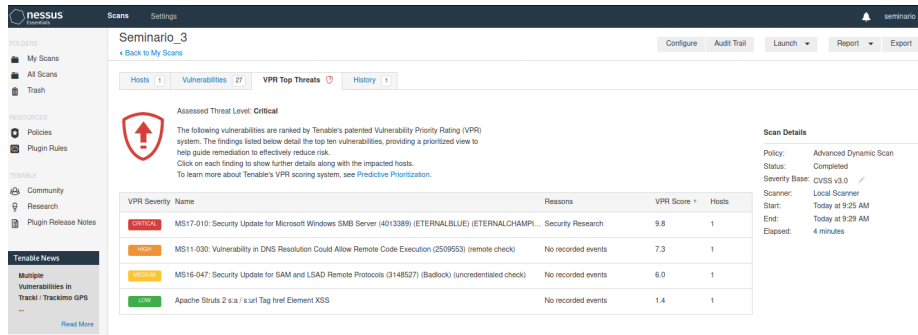 nessus
Essentials
Scans
Settings
seminario
FOLDERS
My Scans
All Scans
Trash
RESOURCES
Policies
Plugin Rules
TENABLE
Community
Research
Plugin Release Notes
Tenable News
Multiple
Vulnerabilities in
Tracki / Trackimo GPS
...
Read More
Seminario_3
‹ Back to My Scans
Configure
Audit Trail
Launch
Report
Export
Hosts 1
Vulnerabilities 27
VPR Top Threats
History 1
Assessed Threat Level: Critical
The following vulnerabilities are ranked by Tenable's patented Vulnerability Priority Rating (VPR)
system. The findings listed below detail the top ten vulnerabilities, providing a prioritized view to
help guide remediation to effectively reduce risk.
Click on each finding to show further details along with the impacted hosts.
To learn more about Tenable's VPR scoring system, see Predictive Prioritization.
VPR Severity Name Reasons VPR Score Hosts
CRITICAL MS17-010: Security Update for Microsoft Windows SMB Server (4013389) (ETERNALBLUE) (ETERNALCHAMPI... Security Research 9.8 1
HIGH MS11-030: Vulnerability in DNS Resolution Could Allow Remote Code Execution (2509553) (remote check) No recorded events 7.3 1
MEDIUM MS16-047: Security Update for SAM and LSAD Remote Protocols (3148527) (Badlock) (uncredentialed check) No recorded events 6.0 1
LOW Apache Struts 2 s:a / s:url Tag href Element XSS No recorded events 1.4 1
Scan Details
Policy: Advanced Dynamic Scan
Status: Completed
Severity Base: CVSS v3.0
Scanner: Local Scanner
Start: Today at 9:25 AM
End: Today at 9:29 AM
Elapsed: 4 minutes